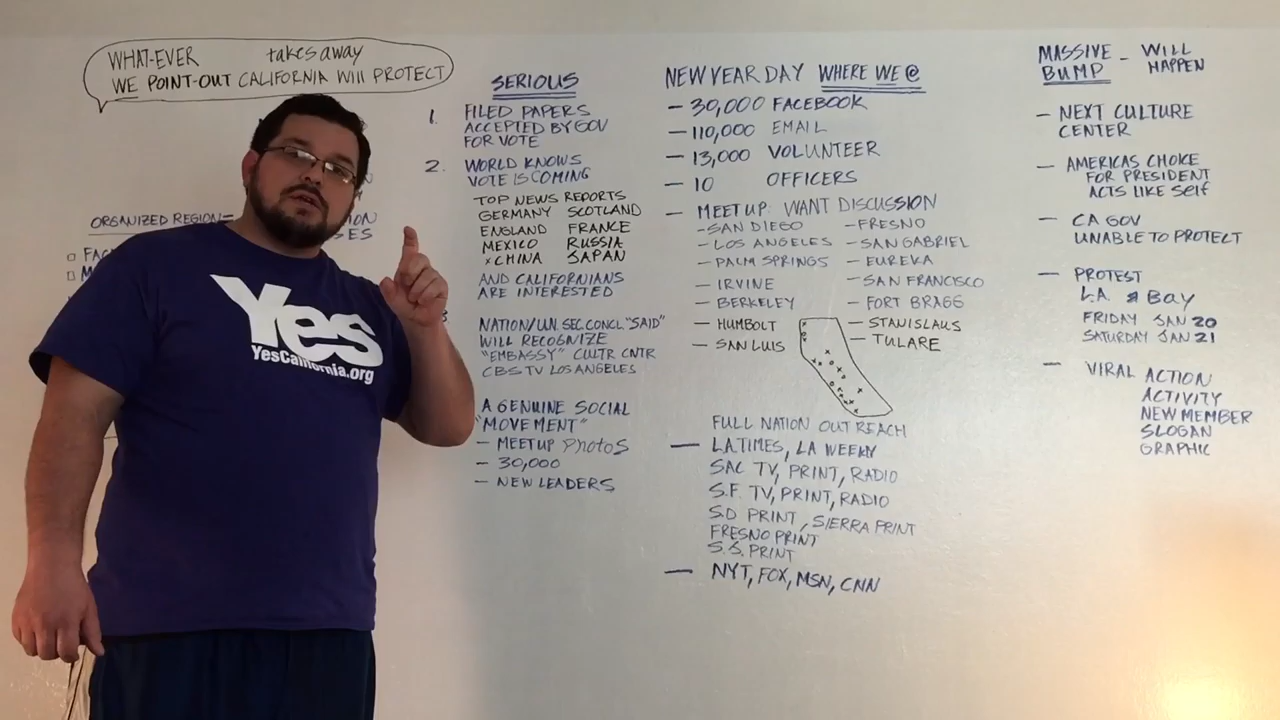 WHAT-EVER takes away
WE POINT-OUT CALIFORNIA WILL PROTECT
ORGANIZED REGION=
Yes
YesCalifornia.org
SERIOUS
1. FILED PAPERS
ACCEPTED BY GOV
FOR VOTE
2. WORLD KNOWS
VOTE IS COMING
TOP NEWS REPORTS
GERMANY SCOTLAND
ENGLAND FRANCE
MEXICO RUSSIA
×CHINA JAPAN
AND CALIFORNIANS
ARE INTERESTED
3
NATION/UN. SEC. CONCL. "SAID"
WILL RECOGNIZE
"EMBASSY" CULTR CNTR
CBS TV LOS ANGELES
A GENUINE SOCIAL
"MOVEMENT"
— MEETUP PHOTOS
— 30,000
— NEW LEADERS
NEW YEAR DAY WHERE WE @
— 30,000 FACEBOOK
— 110,000 EMAIL
— 13,000 VOLUNTEER
— 10 OFFICERS
— MEET UP: WANT DISCUSSION
— SAN DIEGO — FRESNO
— LOS ANGELES — SAN GABRIEL
— PALM SPRINGS — EUREKA
— IRVINE — SAN FRANCISCO
— BERKELEY — FORT BRAGG
— HUMBOLT — STANISLAUS
— SAN LUIS — TULARE
FULL NATION OUT REACH
— LA TIMES, LA WEEKLY
SAC TV, PRINT, RADIO
S.F. TV, PRINT, RADIO
S.D PRINT, SIERRA PRINT
FRESNO PRINT
S.S. PRINT
— NYT, FOX, MSN, CNN
MASSIVE — WILL
BUMP HAPPEN
— NEXT CULTURE
CENTER
— AMERICAS CHOICE
FOR PRESIDENT
ACTS LIKE Self
— CA GOV
UNABLE TO PROTECT
— PROTEST
L.A. & Bay
FRIDAY JAN 20
SATURDAY JAN 21
— VIRAL ACTION
ACTIVITY
NEW MEMBER
SLOGAN
GRAPHIC